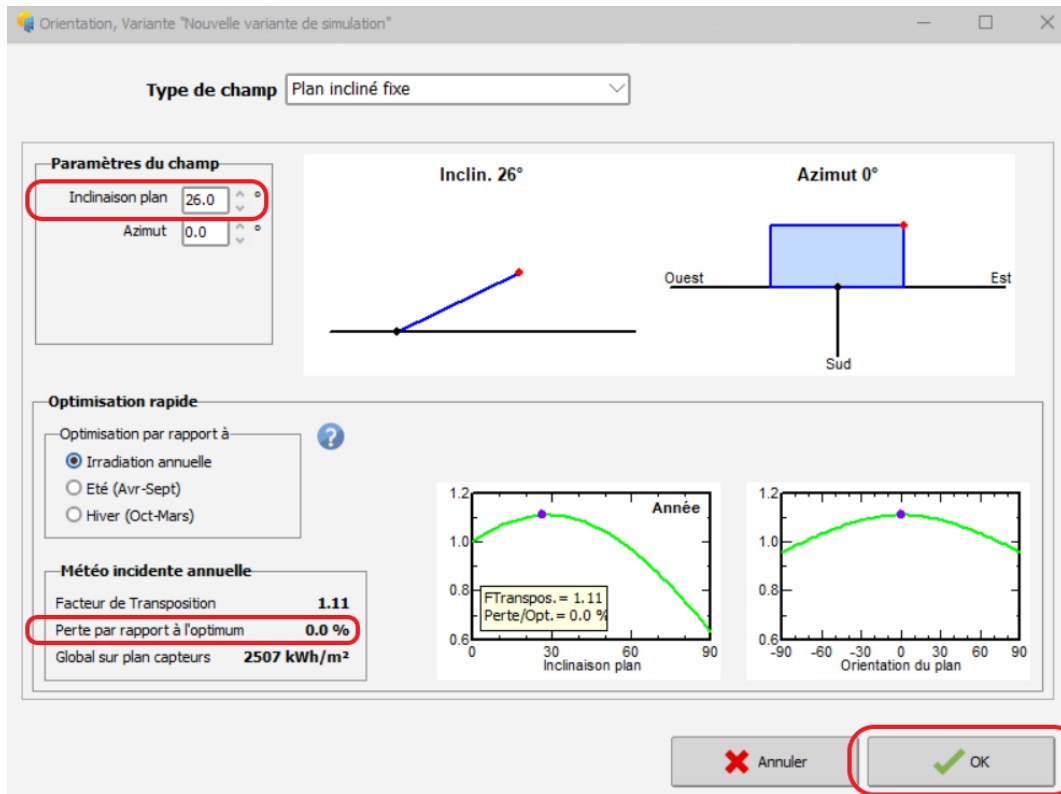 Orientation, Variante "Nouvelle variante de simulation"
Type de champ Plan incliné fixe
Paramètres du champ
Inclinaison plan 26.0 °
Azimut 0.0 °
Inclin. 26°
Azimut 0°
Ouest
Est
Sud
Optimisation rapide
Optimisation par rapport à
Irradiation annuelle
Eté (Avr-Sept)
Hiver (Oct-Mars)
?
Météo incidente annuelle
Facteur de Transposition 1.11
Perte par rapport à l'optimum 0.0 %
Global sur plan capteurs 2507 kWh/m²
1.2
1.0
0.8
0.6
Année
FTranspos.= 1.11
Perte/Opt.= 0.0 %
0 30 60 90
Inclinaison plan
1.2
1.0
0.8
0.6
-90 -60 -30 0 30 60 90
Orientation du plan
Annuler
OK